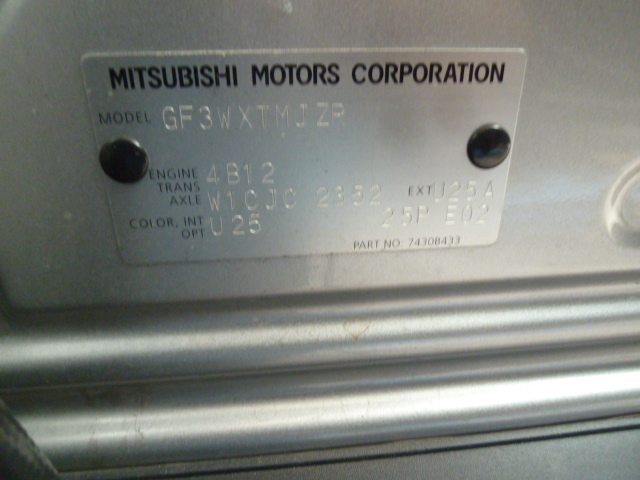 MITSUBISHI MOTORS CORPORATION
MODEL GF3WXTMJZR
ENGINE 4B12
TRANS AXLE W1CJC 2352 EXT U25A
COLOR, INT OPT U25 25P E02
PART NO 7430B433